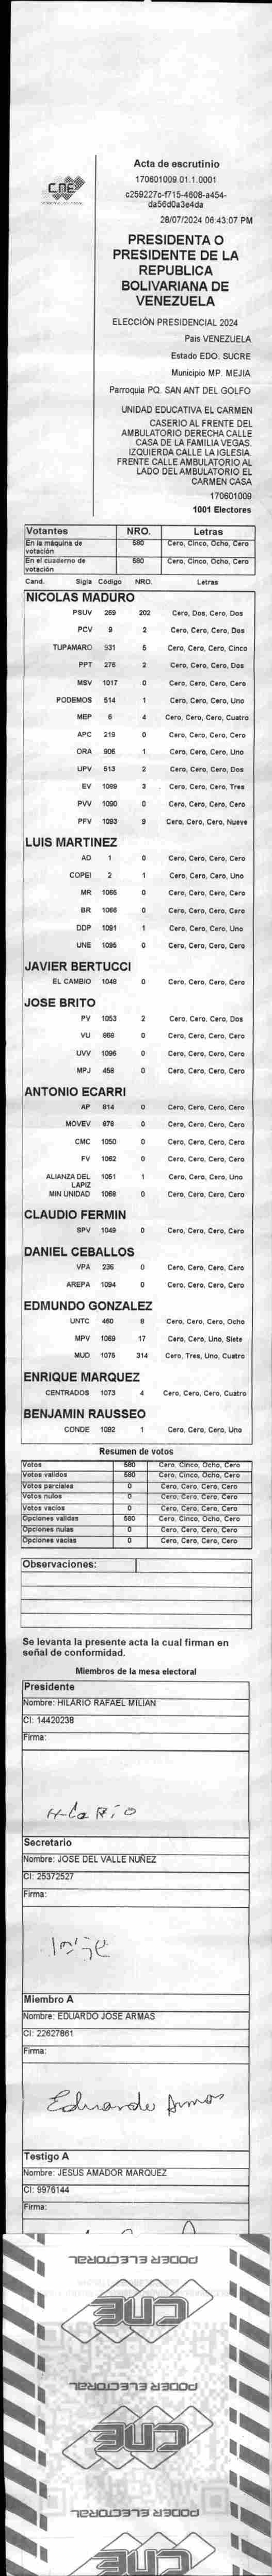 CNE
Acta de escrutinio
170601009.01.1.0001
c259227c-f715-4608-a454-
da56d0a3e4da
28/07/2024 06:43:07 PM
PRESIDENTA O
PRESIDENTE DE LA
REPUBLICA
BOLIVARIANA DE
VENEZUELA
ELECCIÓN PRESIDENCIAL 2024
Pais VENEZUELA
Estado EDO. SUCRE
Municipio MP. MEJIA
Parroquia PQ. SAN ANT DEL GOLFO
UNIDAD EDUCATIVA EL CARMEN
CASERIO AL FRENTE DEL
AMBULATORIO DERECHA CALLE
CASA DE LA FAMILIA VEGAS.
IZQUIERDA CALLE LA IGLESIA.
FRENTE CALLE AMBULATORIO AL
LADO DEL AMBULATORIO EL
CARMEN CASA
170601009
1001 Electores
Votantes NRO. Letras
En la máquina de votación 580 Cero, Cinco, Ocho, Cero
En el cuaderno de votación 580 Cero, Cinco, Ocho, Cero
Cand. Sigla Código NRO. Letras
NICOLAS MADURO
PSUV 269 202 Cero, Dos, Cero, Dos
PCV 9 2 Cero, Cero, Cero, Dos
TUPAMARO 931 5 Cero, Cero, Cero, Cinco
PPT 276 2 Cero, Cero, Cero, Dos
MSV 1017 0 Cero, Cero, Cero, Cero
PODEMOS 514 1 Cero, Cero, Cero, Uno
MEP 6 4 Cero, Cero, Cero, Cuatro
APC 219 0 Cero, Cero, Cero, Cero
ORA 906 1 Cero, Cero, Cero, Uno
UPV 513 2 Cero, Cero, Cero, Dos
EV 1089 3 Cero, Cero, Cero, Tres
PVV 1090 0 Cero, Cero, Cero, Cero
PFV 1093 9 Cero, Cero, Cero, Nueve
LUIS MARTINEZ
AD 1 0 Cero, Cero, Cero, Cero
COPEI 2 1 Cero, Cero, Cero, Uno
MR 1065 0 Cero, Cero, Cero, Cero
BR 1066 0 Cero, Cero, Cero, Cero
DDP 1091 1 Cero, Cero, Cero, Uno
UNE 1095 0 Cero, Cero, Cero, Cero
JAVIER BERTUCCI
EL CAMBIO 1048 0 Cero, Cero, Cero, Cero
JOSE BRITO
PV 1053 2 Cero, Cero, Cero, Dos
VU 868 0 Cero, Cero, Cero, Cero
UVV 1096 0 Cero, Cero, Cero, Cero
MPJ 458 0 Cero, Cero, Cero, Cero
ANTONIO ECARRI
AP 814 0 Cero, Cero, Cero, Cero
MOVEV 878 0 Cero, Cero, Cero, Cero
CMC 1050 0 Cero, Cero, Cero, Cero
FV 1062 0 Cero, Cero, Cero, Cero
ALIANZA DEL LAPIZ 1051 1 Cero, Cero, Cero, Uno
MIN UNIDAD 1068 0 Cero, Cero, Cero, Cero
CLAUDIO FERMIN
SPV 1049 0 Cero, Cero, Cero, Cero
DANIEL CEBALLOS
VPA 236 0 Cero, Cero, Cero, Cero
AREPA 1094 0 Cero, Cero, Cero, Cero
EDMUNDO GONZALEZ
UNTC 460 8 Cero, Cero, Cero, Ocho
MPV 1069 17 Cero, Cero, Uno, Siete
MUD 1075 314 Cero, Tres, Uno, Cuatro
ENRIQUE MARQUEZ
CENTRADOS 1073 4 Cero, Cero, Cero, Cuatro
BENJAMIN RAUSSEO
CONDE 1082 1 Cero, Cero, Cero, Uno
Resumen de votos
Votos 580 Cero, Cinco, Ocho, Cero
Votos validos 580 Cero, Cinco, Ocho, Cero
Votos parciales 0 Cero, Cero, Cero, Cero
Votos nulos 0 Cero, Cero, Cero, Cero
Votos vacios 0 Cero, Cero, Cero, Cero
Opciones validas 580 Cero, Cinco, Ocho, Cero
Opciones nulas 0 Cero, Cero, Cero, Cero
Opciones vacias 0 Cero, Cero, Cero, Cero
Observaciones:
Se levanta la presente acta la cual firman en
señal de conformidad.
Miembros de la mesa electoral
Presidente
Nombre: HILARIO RAFAEL MILIAN
CI: 14420238
Firma:
Secretario
Nombre: JOSE DEL VALLE NUÑEZ
CI: 25372527
Firma:
Miembro A
Nombre: EDUARDO JOSE ARMAS
CI: 22627861
Firma:
Eduardo Armas
Testigo A
Nombre: JESUS AMADOR MARQUEZ
CI: 9976144
Firma:
PODER ELECTORAL
CNE
PODER ELECTORAL
CNE
PODER ELECTORAL
CNE